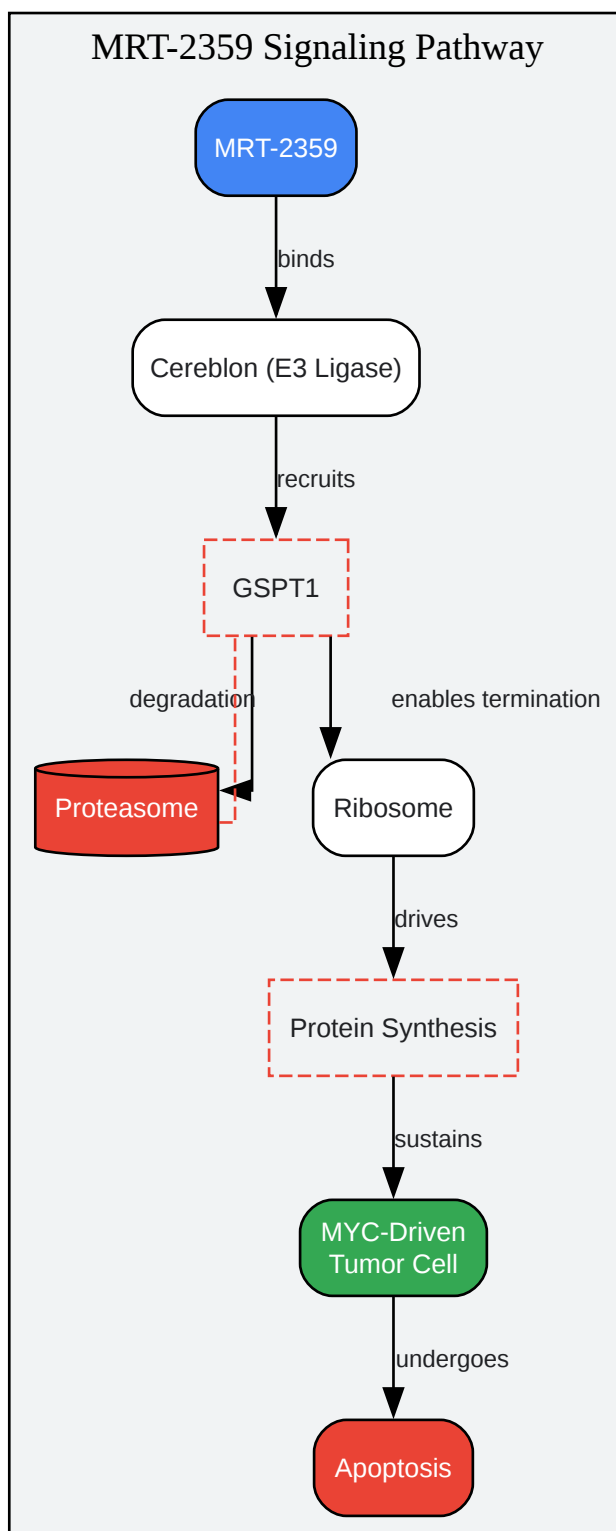 MRT-2359 Signaling Pathway
MRT-2359
binds
Cereblon (E3 Ligase)
recruits
GSPT1
degradation
enables termination
Proteasome
Ribosome
drives
Protein Synthesis
sustains
MYC-Driven
Tumor Cell
undergoes
Apoptosis